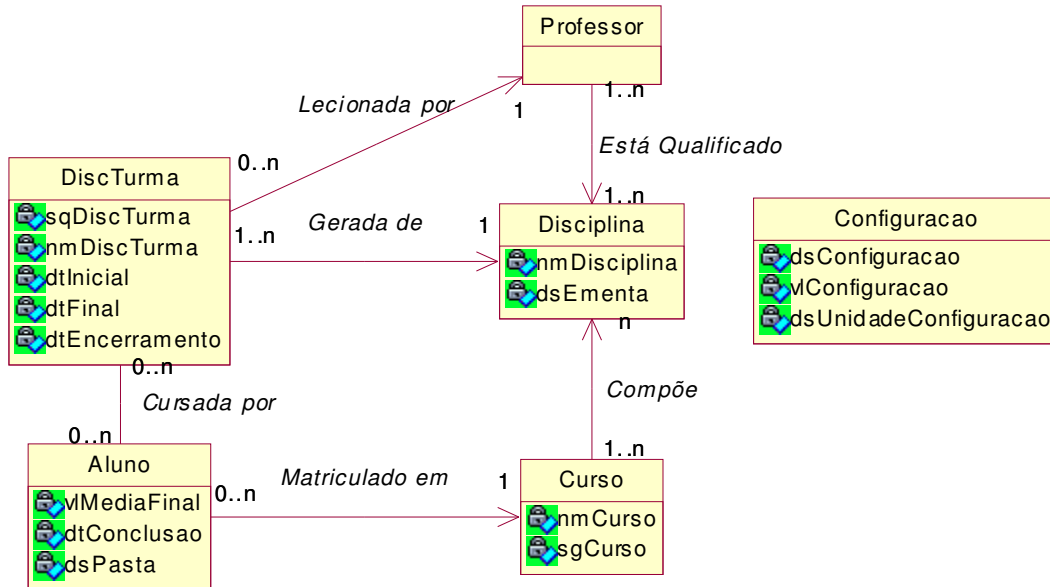 Professor
1..n
Lecionada por
1
Está Qualificado
0..n
DiscTurma
sqDiscTurma
nmDiscTurma
dtInicial
dtFinal
dtEncerramento
1..n
Gerada de
1
1..n
Disciplina
nmDisciplina
dsEmenta
n
Configuracao
dsConfiguracao
vlConfiguracao
dsUnidadeConfiguracao
0..n
Cursada por
0..n
Compõe
1..n
Aluno
vlMediaFinal
dtConclusao
dsPasta
0..n
Matriculado em
1
Curso
nmCurso
sgCurso